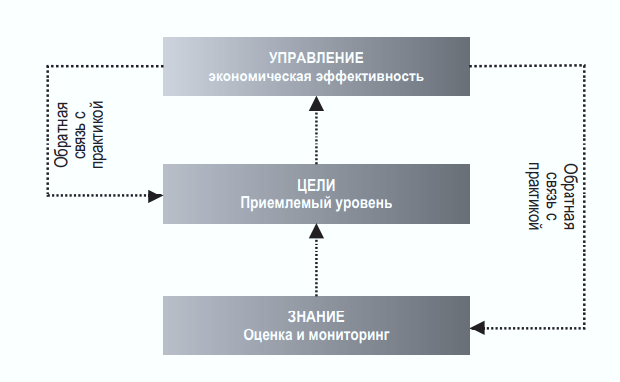 УПРАВЛЕНИЕ
экономическая эффективность
Обратная
связь с
практикой
ЦЕЛИ
Приемлемый уровень
Обратная
связь с
практикой
ЗНАНИЕ
Оценка и мониторинг